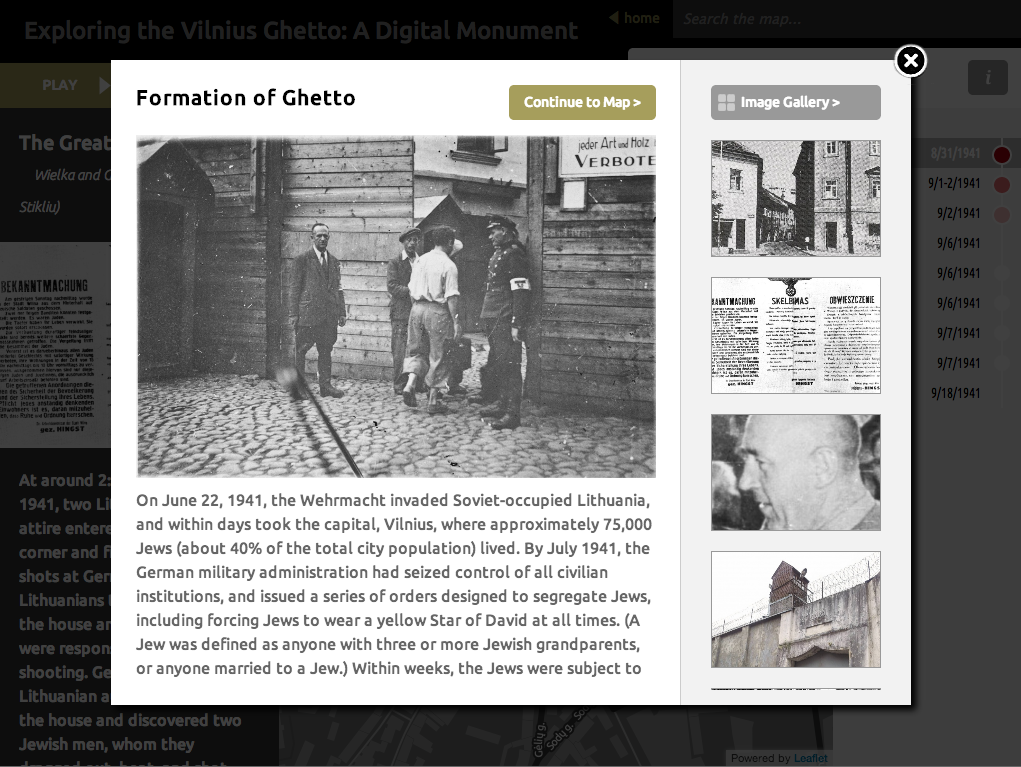 Exploring the Vilnius Ghetto: A Digital Monument
home
Search the map...
PLAY
i
The Great
Wielka and G
Stikliu)
BEKANNTMACHUNG
gez. HINGST
At around 2:
1941, two Li
attire entere
corner and fi
shots at Ger
Lithuanians
the house an
were respon
shooting. Ge
Lithuanian a
the house and discovered two
Jewish men, whom they
Formation of Ghetto
Continue to Map >
jeder Art und Holz
VERBOTE
On June 22, 1941, the Wehrmacht invaded Soviet-occupied Lithuania,
and within days took the capital, Vilnius, where approximately 75,000
Jews (about 40% of the total city population) lived. By July 1941, the
German military administration had seized control of all civilian
institutions, and issued a series of orders designed to segregate Jews,
including forcing Jews to wear a yellow Star of David at all times. (A
Jew was defined as anyone with three or more Jewish grandparents,
or anyone married to a Jew.) Within weeks, the Jews were subject to
Image Gallery >
KANNTMACHUNG SKELBIMAS OBWIESZCZENIE
8/31/1941
9/1-2/1941
9/2/1941
9/6/1941
9/6/1941
9/6/1941
9/7/1941
9/7/1941
9/18/1941
Gėlių g.
Sodų g.
Powered by Leaflet